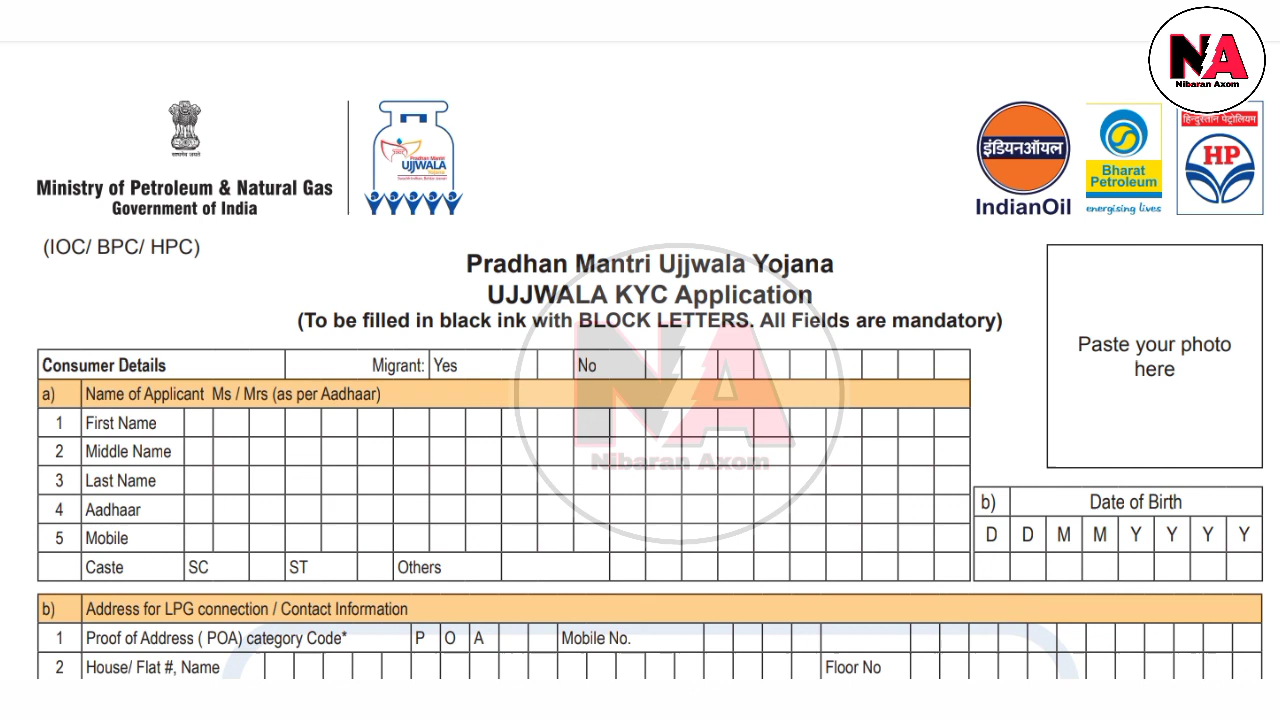 NA
Nibaran Axom
सत्यमेव जयते
Pradhan Mantri
UJJWALA
Yojana
Ministry of Petroleum & Natural Gas
Government of India
इंडियनऑयल
IndianOil
Bharat
Petroleum
energising lives
हिन्दुस्तान पेट्रोलियम
HP
(IOC/ BPC/ HPC)
Pradhan Mantri Ujjwala Yojana
UJJWALA KYC Application
(To be filled in black ink with BLOCK LETTERS. All Fields are mandatory)
Paste your photo
here
Consumer Details Migrant: Yes No
a) Name of Applicant Ms / Mrs (as per Aadhaar)
1 First Name
2 Middle Name
3 Last Name
4 Aadhaar
5 Mobile
Caste SC ST Others
NA
Nibaran Axom
b) Date of Birth
D D M M Y Y Y Y
b) Address for LPG connection / Contact Information
1 Proof of Address ( POA) category Code* P O A Mobile No.
2 House/ Flat #, Name Floor No